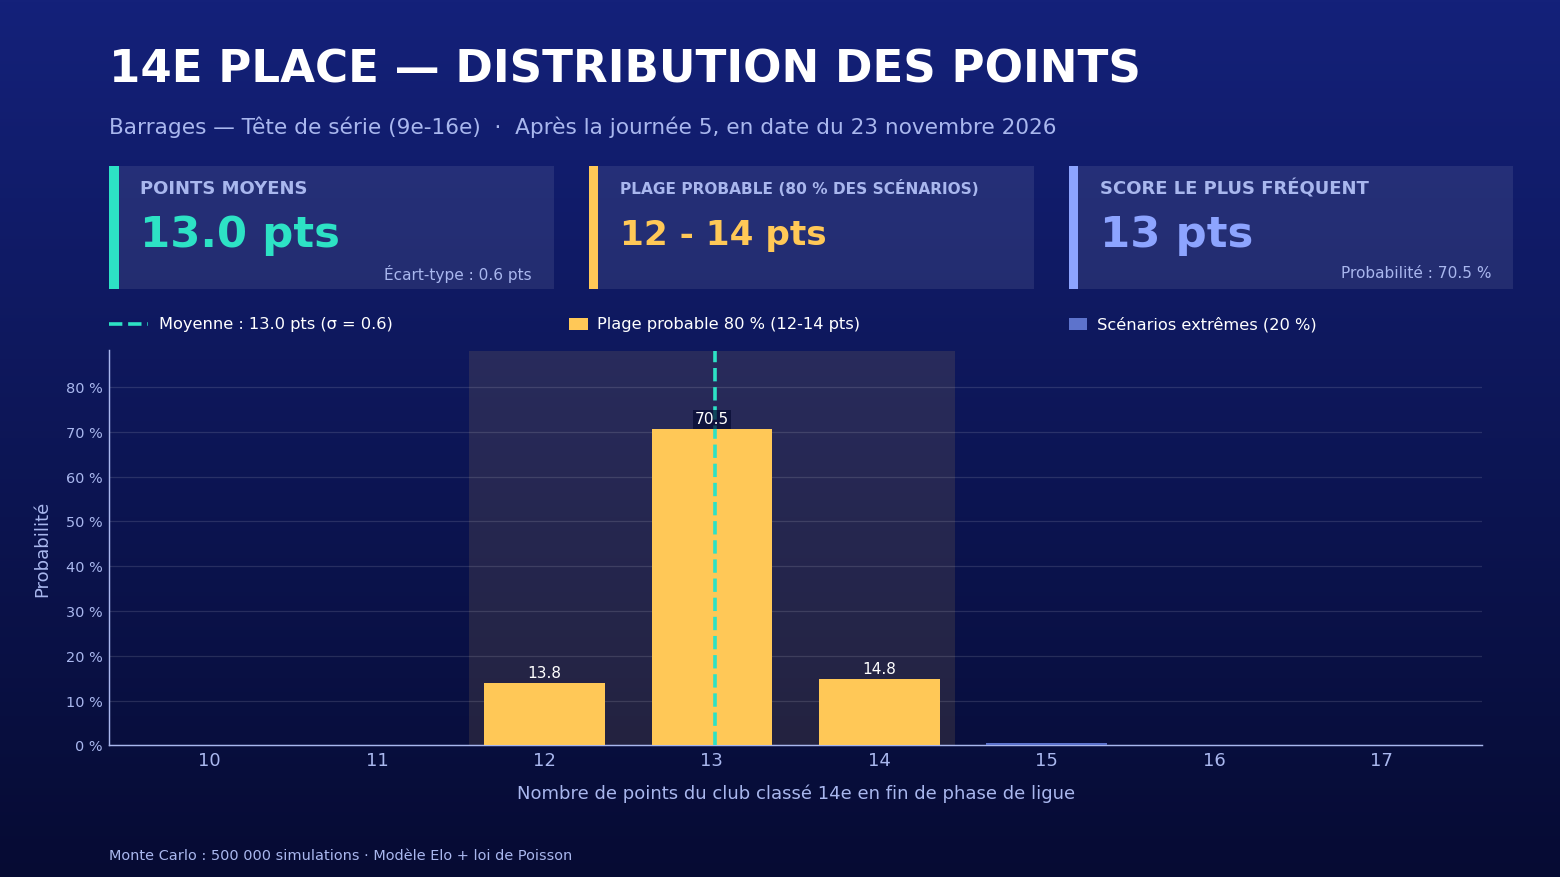 14E PLACE — DISTRIBUTION DES POINTS
Barrages — Tête de série (9e-16e) · Après la journée 5, en date du 23 novembre 2026
POINTS MOYENS
13.0 pts
Écart-type : 0.6 pts
PLAGE PROBABLE (80 % DES SCÉNARIOS)
12 - 14 pts
SCORE LE PLUS FRÉQUENT
13 pts
Probabilité : 70.5 %
Moyenne : 13.0 pts (σ = 0.6)
Plage probable 80 % (12-14 pts)
Scénarios extrêmes (20 %)
Probabilité
80 %
70 %
60 %
50 %
40 %
30 %
20 %
10 %
0 %
13.8
70.5
14.8
10 11 12 13 14 15 16 17
Nombre de points du club classé 14e en fin de phase de ligue
Monte Carlo : 500 000 simulations · Modèle Elo + loi de Poisson